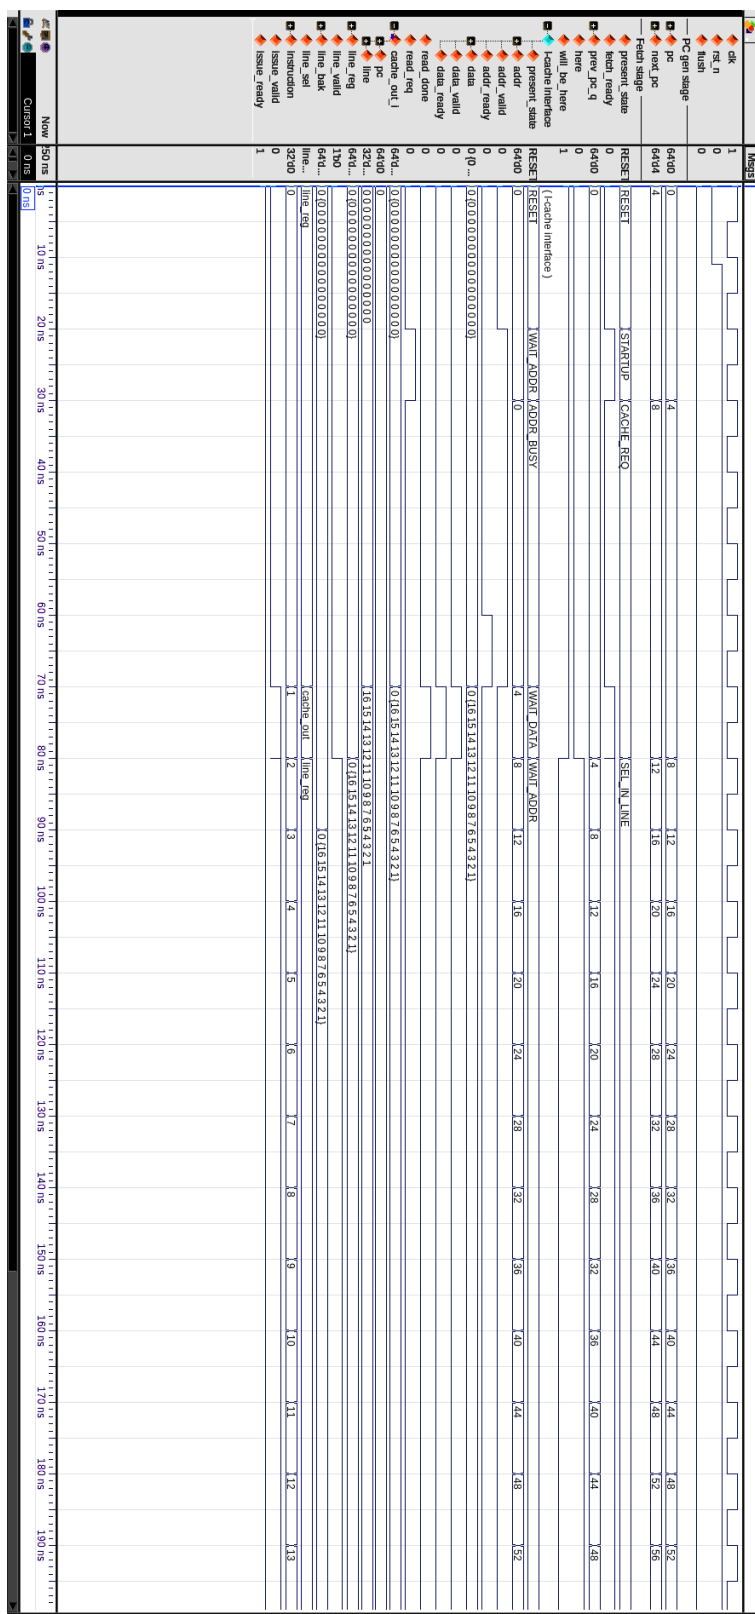 Msgs
clk 1
rst_n 0
flush 0
PC gen stage
pc 64'd0 0 4 8 12 16 20 24 28 32 36 40 44 48 52
next_pc 64'd4 4 8 12 16 20 24 28 32 36 40 44 48 52 56
Fetch stage
present_state RESET RESET STARTUP CACHE_REQ SEL_IN_LINE
fetch_ready 0
prev_pc_q 64'd0 0 4 8 12 16 20 24 28 32 36 40 44 48
here 0
will_be_here 1
I-cache interface ( I-cache interface )
present_state RESET RESET WAIT_ADDR ADDR_BUSY WAIT_DATA WAIT_ADDR
addr 64'd0 0 0 4 8 12 16 20 24 28 32 36 40 44 48 52
addr_valid 0
addr_ready 0
data 0 {0 ... 0 {0 0 0 0 0 0 0 0 0 0 0 0 0 0 0 0} 0 {16 15 14 13 12 11 10 9 8 7 6 5 4 3 2 1}
data_valid 0
data_ready 0
read_done 0
read_req 0
cache_out_i 64'd... 0 {0 0 0 0 0 0 0 0 0 0 0 0 0 0 0 0} 0 {16 15 14 13 12 11 10 9 8 7 6 5 4 3 2 1}
pc 64'd0 0
line 32'd... 0 0 0 0 0 0 0 0 0 0 0 0 0 0 0 0 16 15 14 13 12 11 10 9 8 7 6 5 4 3 2 1
line_reg 64'd... 0 {0 0 0 0 0 0 0 0 0 0 0 0 0 0 0 0} 0 {16 15 14 13 12 11 10 9 8 7 6 5 4 3 2 1}
line_valid 1'b0
line_bak 64'd... 0 {0 0 0 0 0 0 0 0 0 0 0 0 0 0 0 0} 0 {16 15 14 13 12 11 10 9 8 7 6 5 4 3 2 1}
line_sel line... line_reg cache_out line_reg
instruction 32'd0 0 1 2 3 4 5 6 7 8 9 10 11 12 13
issue_valid 0
issue_ready 1
Now 50 ns ns 10 ns 20 ns 30 ns 40 ns 50 ns 60 ns 70 ns 80 ns 90 ns 100 ns 110 ns 120 ns 130 ns 140 ns 150 ns 160 ns 170 ns 180 ns 190 ns
Cursor 1 0 ns 0 ns